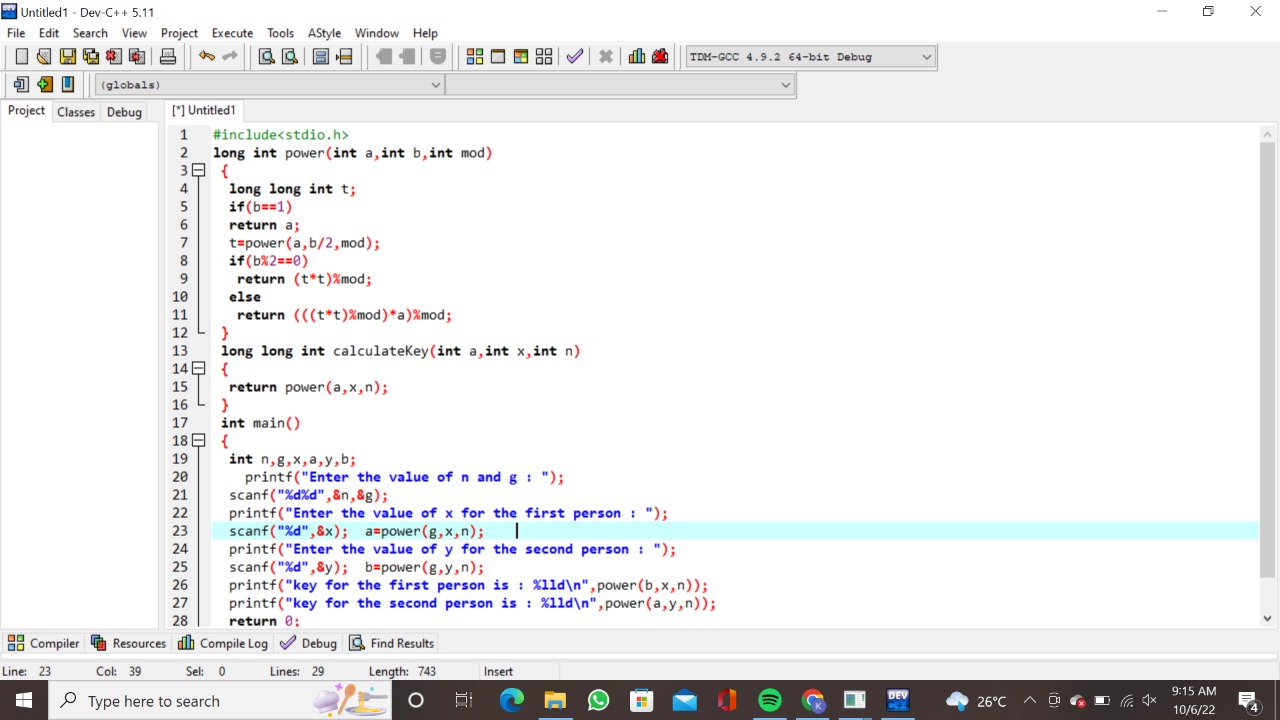 Untitled1 - Dev-C++ 5.11
File Edit Search View Project Execute Tools AStyle Window Help
TDM-GCC 4.9.2 64-bit Debug
(globals)
Project Classes Debug [*] Untitled1
1 #include<stdio.h>
2 long int power(int a,int b,int mod)
3 {
4 long long int t;
5 if(b==1)
6 return a;
7 t=power(a,b/2,mod);
8 if(b%2==0)
9 return (t*t)%mod;
10 else
11 return (((t*t)%mod)*a)%mod;
12 }
13 long long int calculateKey(int a,int x,int n)
14 {
15 return power(a,x,n);
16 }
17 int main()
18 {
19 int n,g,x,a,y,b;
20 printf("Enter the value of n and g : ");
21 scanf("%d%d",&n,&g);
22 printf("Enter the value of x for the first person : ");
23 scanf("%d",&x); a=power(g,x,n);
24 printf("Enter the value of y for the second person : ");
25 scanf("%d",&y); b=power(g,y,n);
26 printf("key for the first person is : %lld\n",power(b,x,n));
27 printf("key for the second person is : %lld\n",power(a,y,n));
28 return 0;
Compiler Resources Compile Log Debug Find Results
Line: 23 Col: 39 Sel: 0 Lines: 29 Length: 743 Insert
Type here to search
DEV C++
26°C
9:15 AM
10/6/22
4